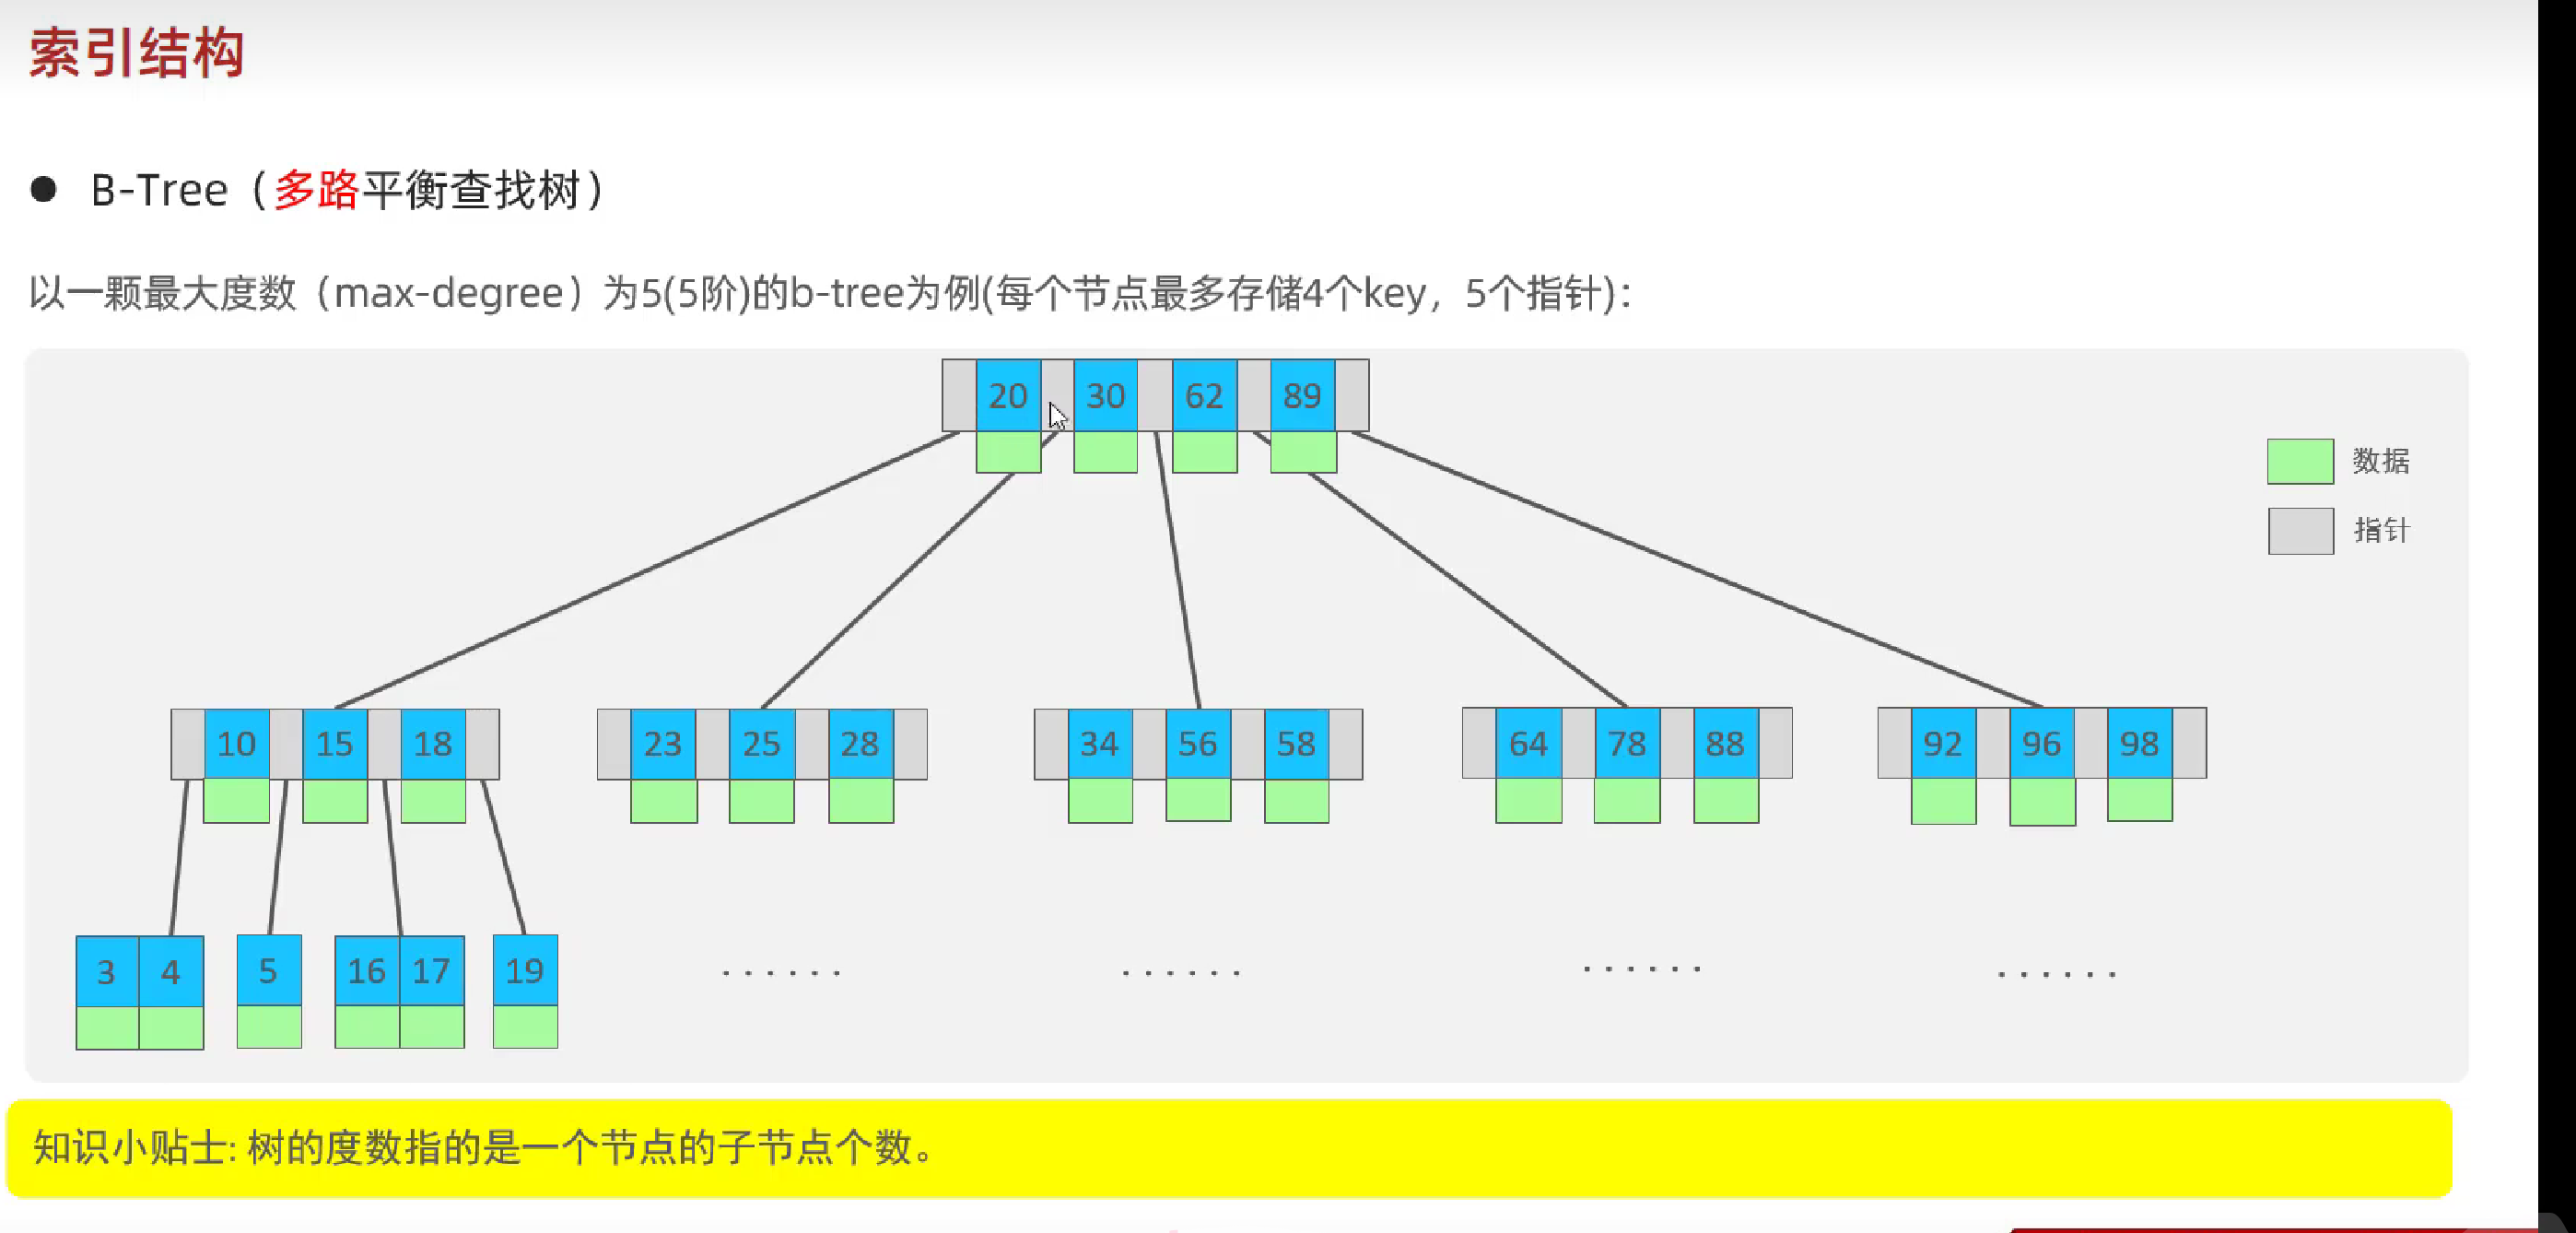 索引结构
● B-Tree（多路平衡查找树）
以一颗最大度数（max-degree）为5(5阶)的b-tree为例(每个节点最多存储4个key，5个指针)：
20 30 62 89
数据
指针
10 15 18 23 25 28 34 56 58 64 78 88 92 96 98
3 4 5 16 17 19 ...... ...... ...... ......
知识小贴士: 树的度数指的是一个节点的子节点个数。